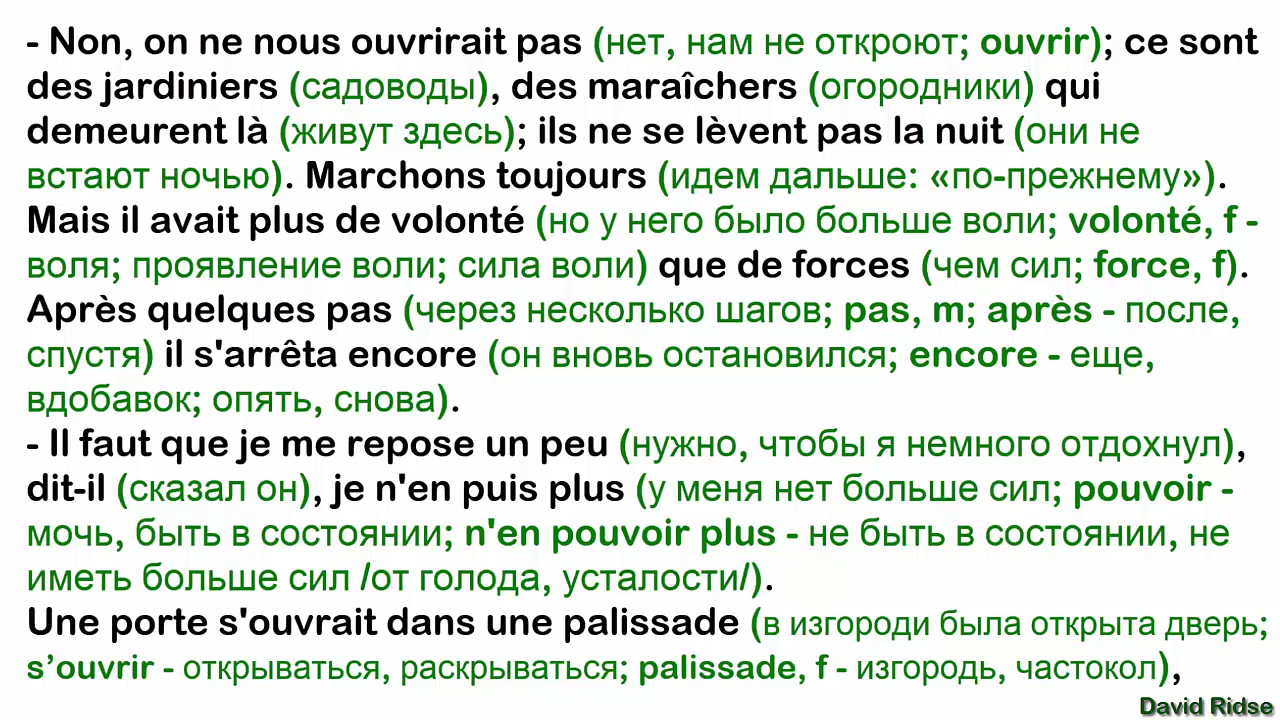 - Non, on ne nous ouvrirait pas (нет, нам не откроют; ouvrir); ce sont
des jardiniers (садоводы), des maraîchers (огородники) qui
demeurent là (живут здесь); ils ne se lèvent pas la nuit (они не
встают ночью). Marchons toujours (идем дальше: «по-прежнему»).
Mais il avait plus de volonté (но у него было больше воли; volonté, f -
воля; проявление воли; сила воли) que de forces (чем сил; force, f).
Après quelques pas (через несколько шагов; pas, m; après - после,
спустя) il s'arrêta encore (он вновь остановился; encore - еще,
вдобавок; опять, снова).
- Il faut que je me repose un peu (нужно, чтобы я немного отдохнул),
dit-il (сказал он), je n'en puis plus (у меня нет больше сил; pouvoir -
мочь, быть в состоянии; n'en pouvoir plus - не быть в состоянии, не
иметь больше сил /от голода, усталости/).
Une porte s'ouvrait dans une palissade (в изгороди была открыта дверь;
s’ouvrir - открываться, раскрываться; palissade, f - изгородь, частокол),
David Ridse